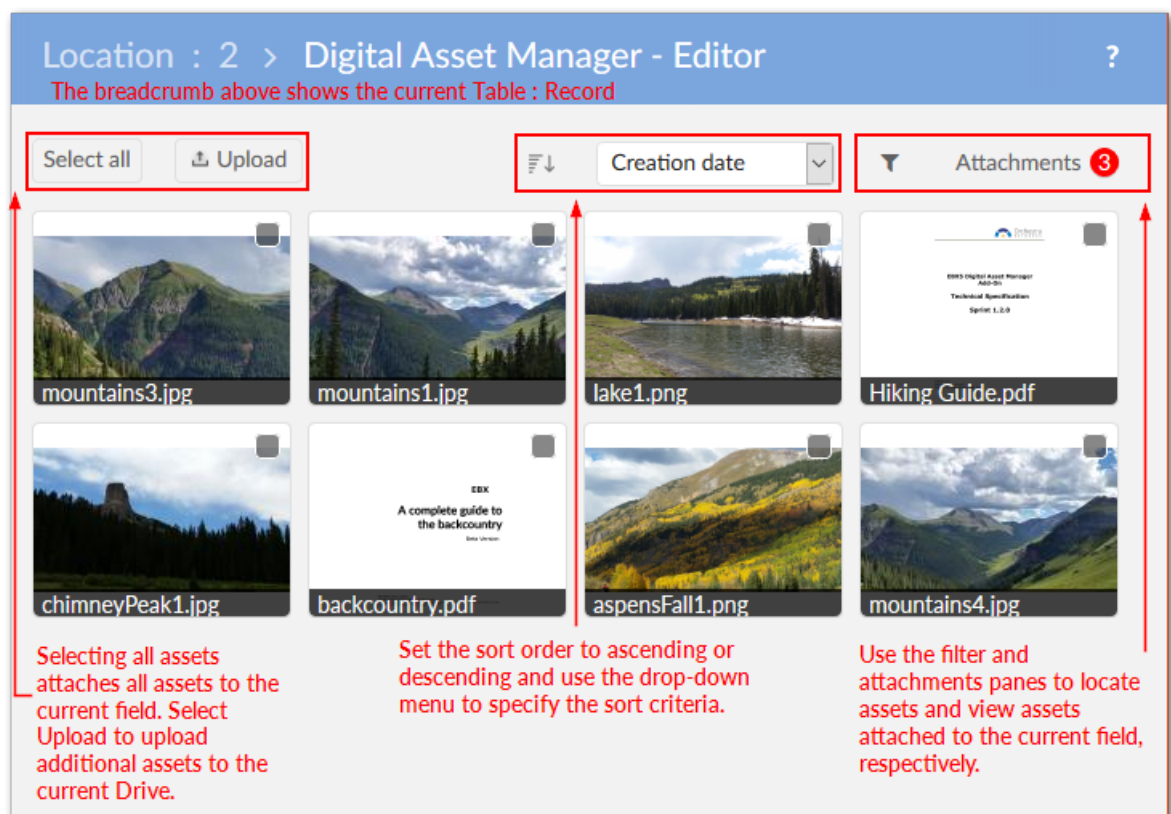 Location : 2 > Digital Asset Manager - Editor ?
The breadcrumb above shows the current Table : Record
Select all Upload Creation date Attachments 3
EBX5 Digital Asset Manager
Add-On
Technical Specification
Sprint 1.2.0
mountains3.jpg mountains1.jpg lake1.png Hiking Guide.pdf
EBX
A complete guide to
the backcountry
Beta Version
chimneyPeak1.jpg backcountry.pdf aspensFall1.png mountains4.jpg
Selecting all assets
attaches all assets to the
current field. Select
Upload to upload
additional assets to the
current Drive.
Set the sort order to ascending or
descending and use the drop-down
menu to specify the sort criteria.
Use the filter and
attachments panes to locate
assets and view assets
attached to the current field,
respectively.